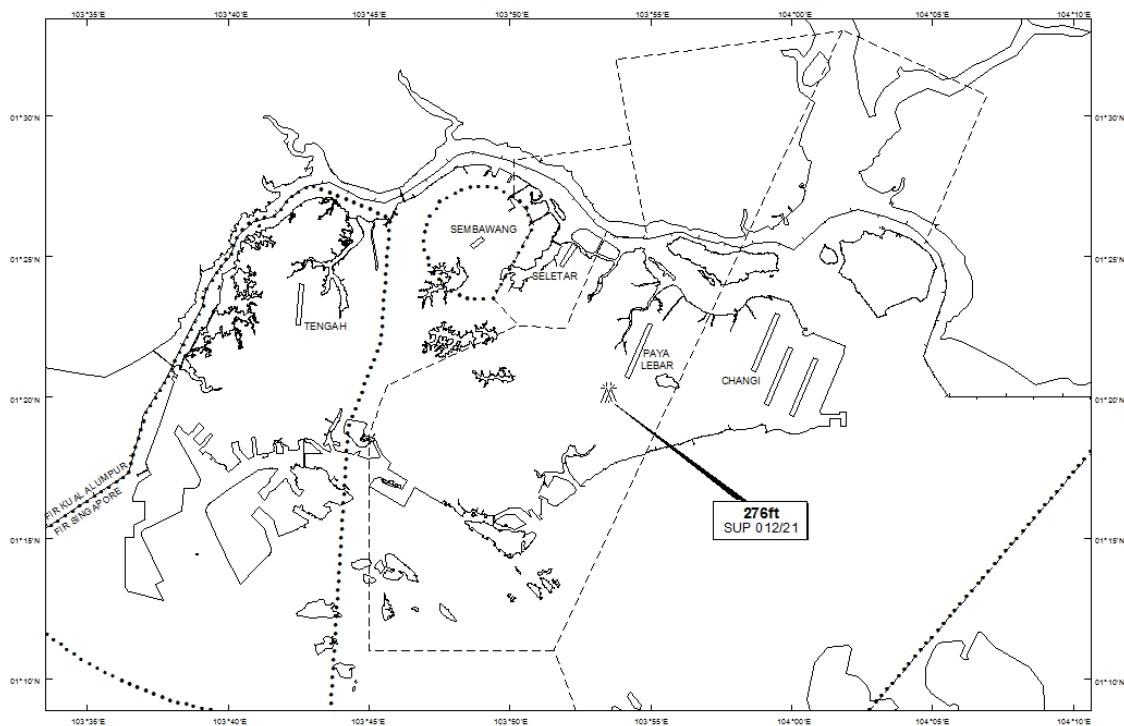 103°35'E 103°40'E 103°45'E 103°50'E 103°55'E 104°00'E 104°05'E 104°10'E
01°30'N 01°30'N
SEMBAWANG
01°25'N 01°25'N
SELETAR
TENGAH
PAYA
LEBAR
CHANGI
01°20'N 01°20'N
FIR KUALA LUMPUR
FIR SINGAPORE
276ft
SUP 012/21
01°15'N 01°15'N
01°10'N 01°10'N
103°35'E 103°40'E 103°45'E 103°50'E 103°55'E 104°00'E 104°05'E 104°10'E